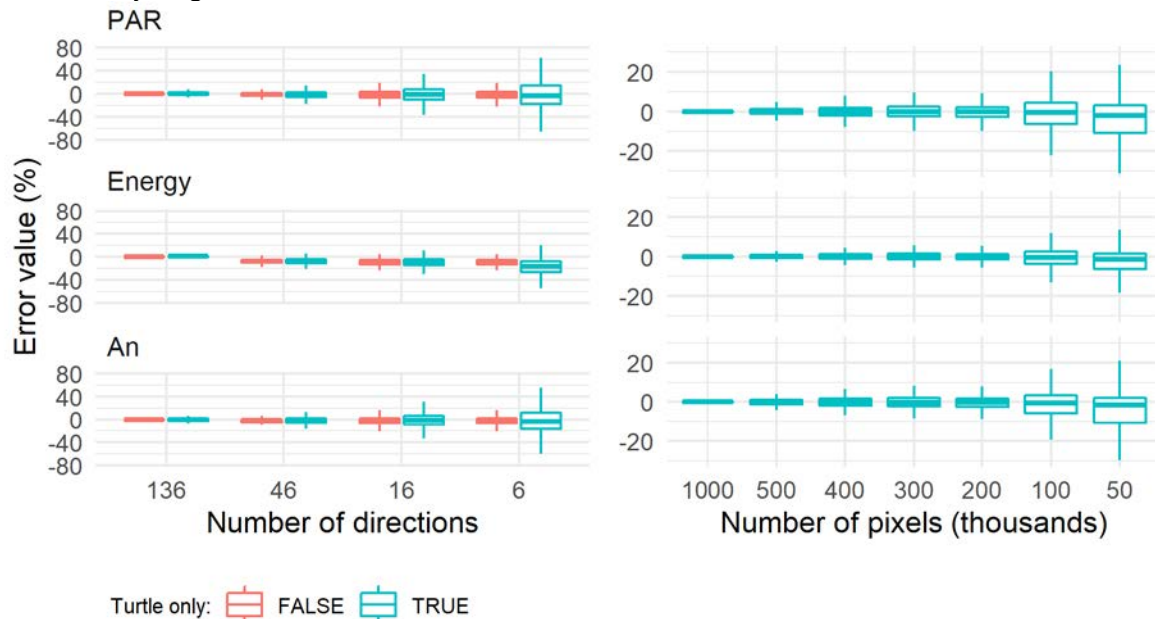 PAR
80
40
0
-40
-80
20
0
-20
Energy
80
40
0
-40
-80
20
0
-20
An
80
40
0
-40
-80
20
0
-20
Error value (%)
136 46 16 6
1000 500 400 300 200 100 50
Number of directions
Number of pixels (thousands)
Turtle only: FALSE TRUE